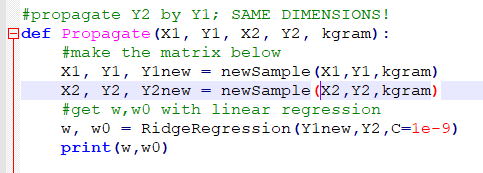 #propagate Y2 by Y1; SAME DIMENSIONS!
def Propagate(X1, Y1, X2, Y2, kgram):
#make the matrix below
X1, Y1, Y1new = newSample(X1,Y1,kgram)
X2, Y2, Y2new = newSample(X2,Y2,kgram)
#get w,w0 with linear regression
w, w0 = RidgeRegression(Y1new,Y2,C=1e-9)
print(w,w0)